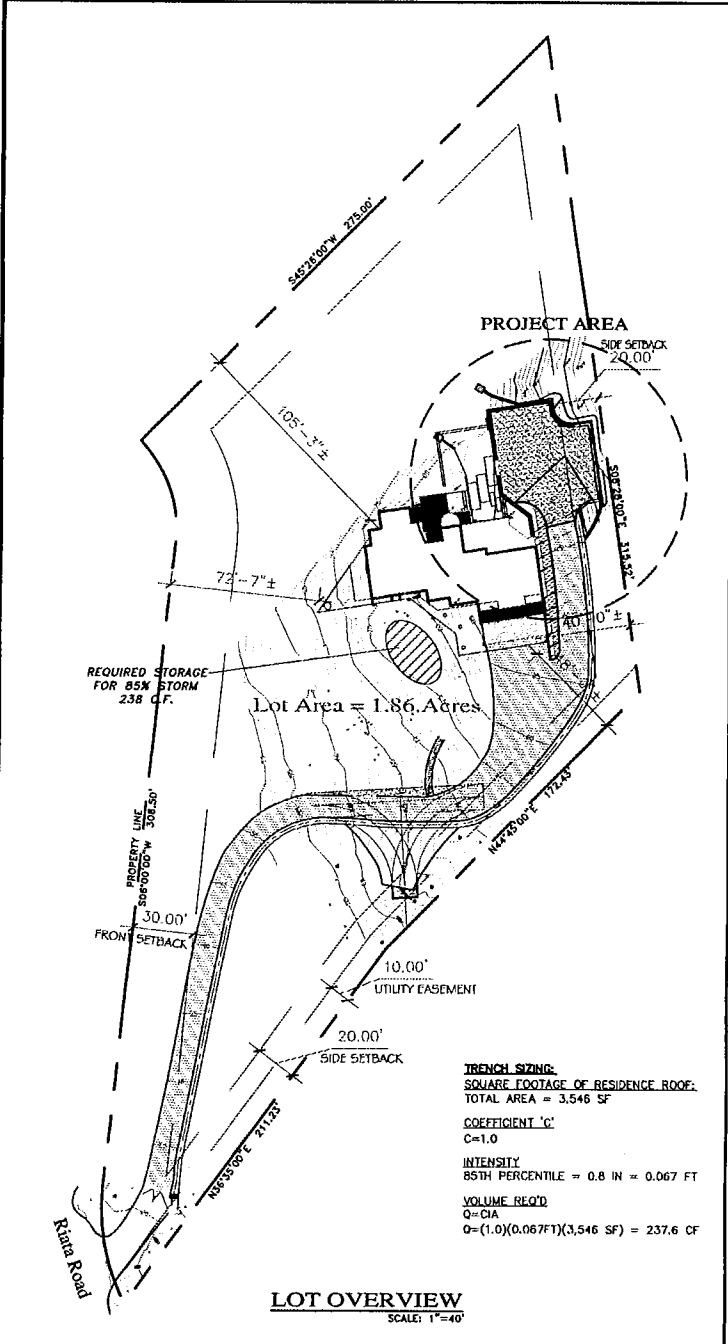 S45°26'00"W 275.00'
PROJECT AREA
SIDE SETBACK
20.00'
105'-3"±
S08°28'00"E 315.52'
72'-7"±
40'-0"±
REQUIRED STORAGE
FOR 85% STORM
238 C.F.
Lot Area = 1.86 Acres
PROPERTY LINE
S06°00'00"W 308.50'
N44°45'00"E 172.43'
30.00'
FRONT SETBACK
10.00'
UTILITY EASEMENT
20.00'
SIDE SETBACK
N36°35'00"E 211.23'
Riata Road
TRENCH SIZING:
SQUARE FOOTAGE OF RESIDENCE ROOF:
TOTAL AREA = 3,546 SF
COEFFICIENT 'C'
C=1.0
INTENSITY
85TH PERCENTILE = 0.8 IN = 0.067 FT
VOLUME REQ'D
Q=CIA
Q=(1.0)(0.067FT)(3,546 SF) = 237.6 CF
LOT OVERVIEW
SCALE: 1"=40'